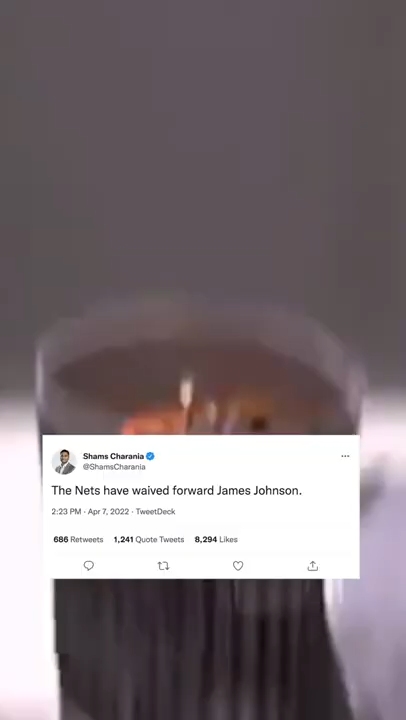 Shams Charania
@ShamsCharania
The Nets have waived forward James Johnson.
2:23 PM · Apr 7, 2022 · TweetDeck
686 Retweets 1,241 Quote Tweets 8,294 Likes